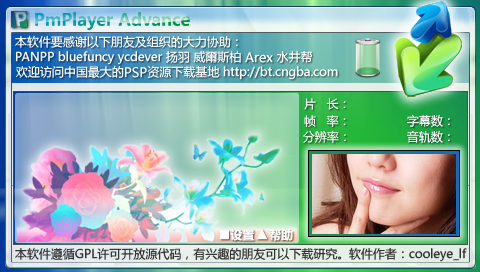 P PmPlayer Advance
本软件要感谢以下朋友及组织的大力协助：
PANPP bluefuncy ycdever 扬羽 威爾斯柏 Arex 水井帮
欢迎访问中国最大的PSP资源下载基地 http://bt.cngba.com
片 长：
帧 率： 字幕数：
分辨率： 音轨数：
■设置 ▲帮助
本软件遵循GPL许可开放源代码，有兴趣的朋友可以下载研究。软件作者：cooleye_lf